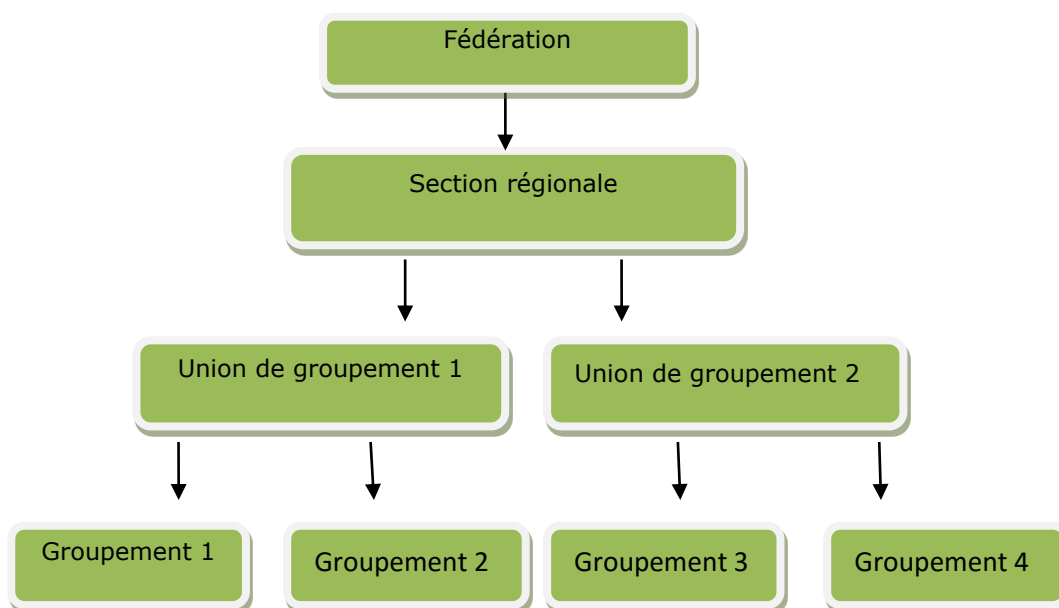 Fédération
Section régionale
Union de groupement 1
Union de groupement 2
Groupement 1
Groupement 2
Groupement 3
Groupement 4